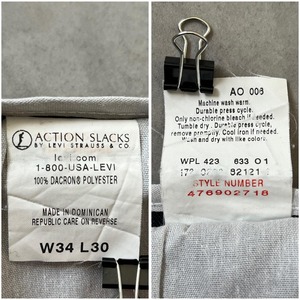 ACTION SLACKS
BY LEVI STRAUSS & CO.
1-800-USA-LEVI
100% DACRON® POLYESTER
MADE IN DOMINICAN
REPUBLIC CARE ON REVERSE
W34 L30
AO 006
Machine wash warm.
Durable press cycle.
Only non-chlorine bleach if needed.
Tumble dry. Durable press cycle,
remove promptly. Cool iron if needed.
Wash and dry with like colors.
WPL 423 633 01
82121
STYLE NUMBER
476902718